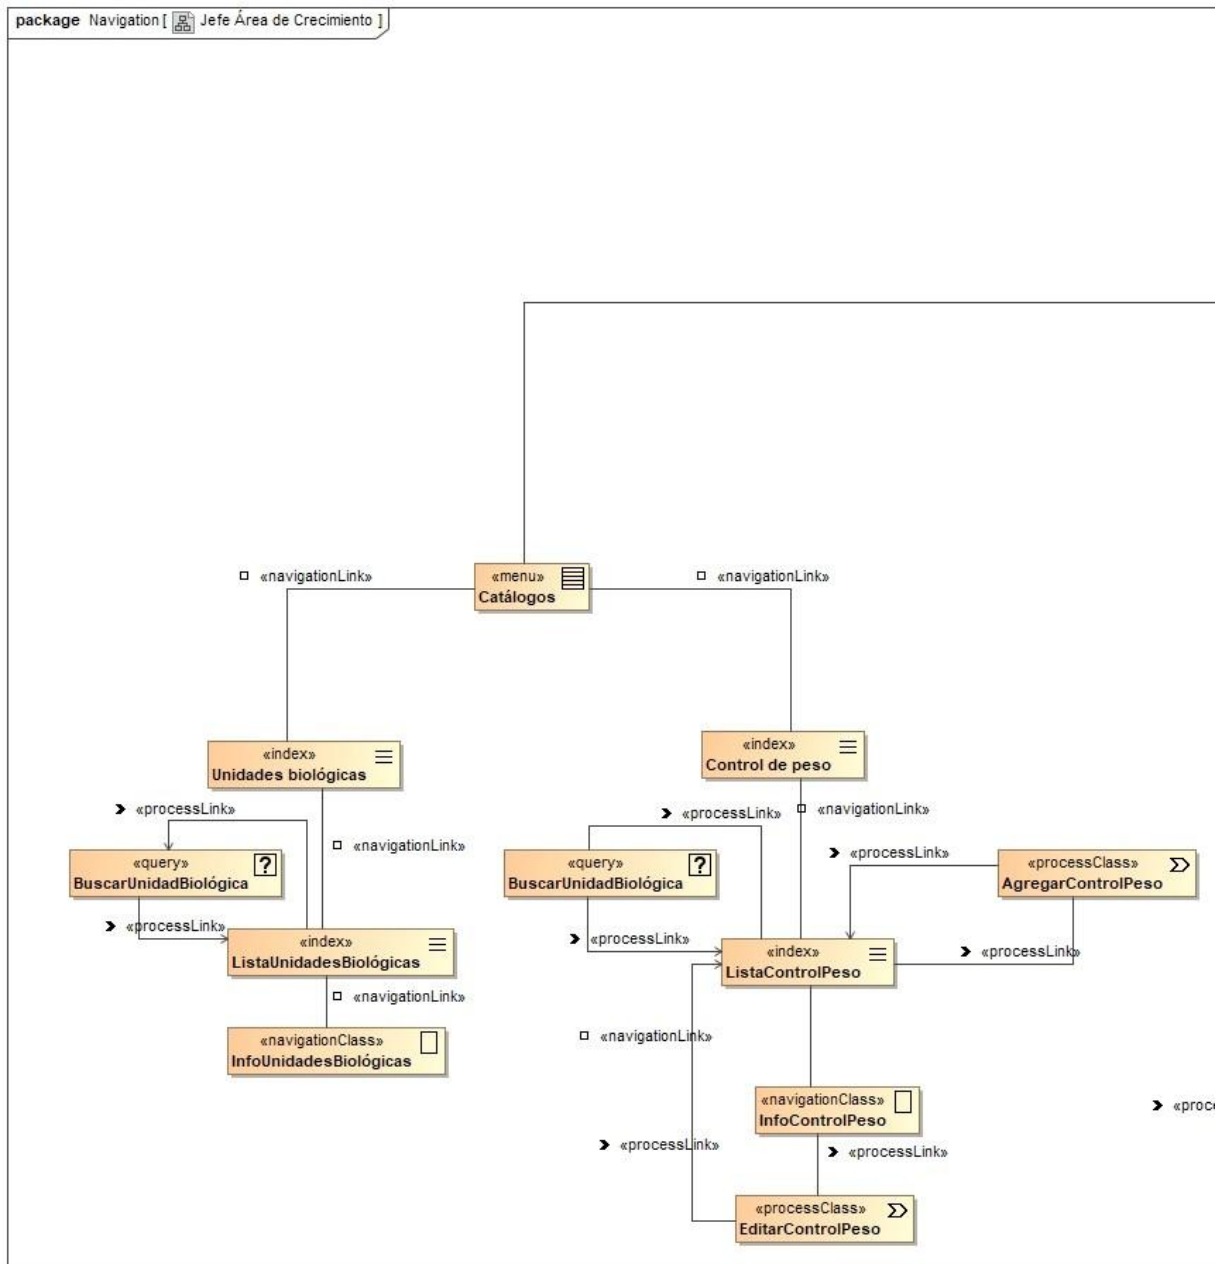 package Navigation [ Jefe Área de Crecimiento ]
«navigationLink»
«menu»
Catálogos
«navigationLink»
«index»
Unidades biológicas
«index»
Control de peso
«processLink»
«navigationLink»
«processLink»
«navigationLink»
«query»
BuscarUnidadBiológica
«query»
BuscarUnidadBiológica
«processLink»
«processClass»
AgregarControlPeso
«processLink»
«index»
ListaUnidadesBiológicas
«processLink»
«index»
ListaControlPeso
«processLink»
«navigationLink»
«navigationClass»
InfoUnidadesBiológicas
«navigationLink»
«navigationClass»
InfoControlPeso
«proce
«processLink»
«processLink»
«processClass»
EditarControlPeso